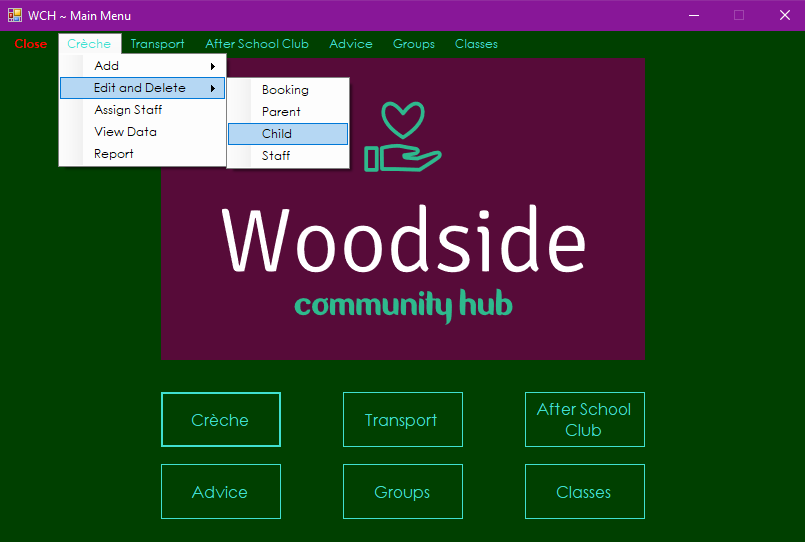 WCH ~ Main Menu
Close Crèche Transport After School Club Advice Groups Classes
Add
Edit and Delete
Assign Staff
View Data
Report
Booking
Parent
Child
Staff
Woodside
community hub
Crèche
Transport
After School
Club
Advice
Groups
Classes